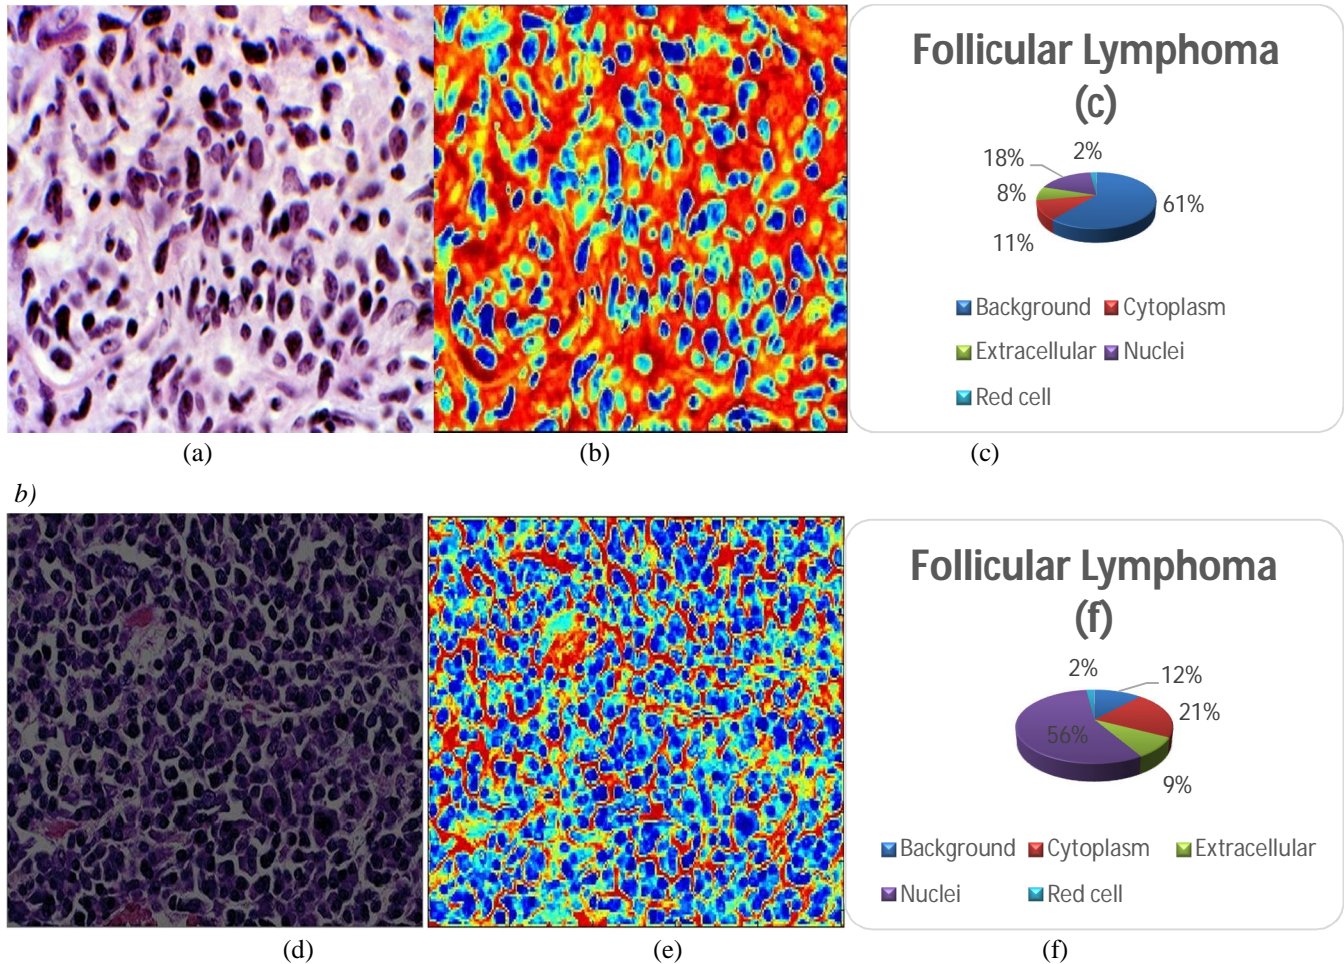 Follicular Lymphoma
(c)
18%
2%
8%
61%
11%
Background
Cytoplasm
Extracellular
Nuclei
Red cell
(a)
(b)
(c)
b)
Follicular Lymphoma
(f)
2%
12%
21%
56%
9%
Background
Cytoplasm
Extracellular
Nuclei
Red cell
(d)
(e)
(f)